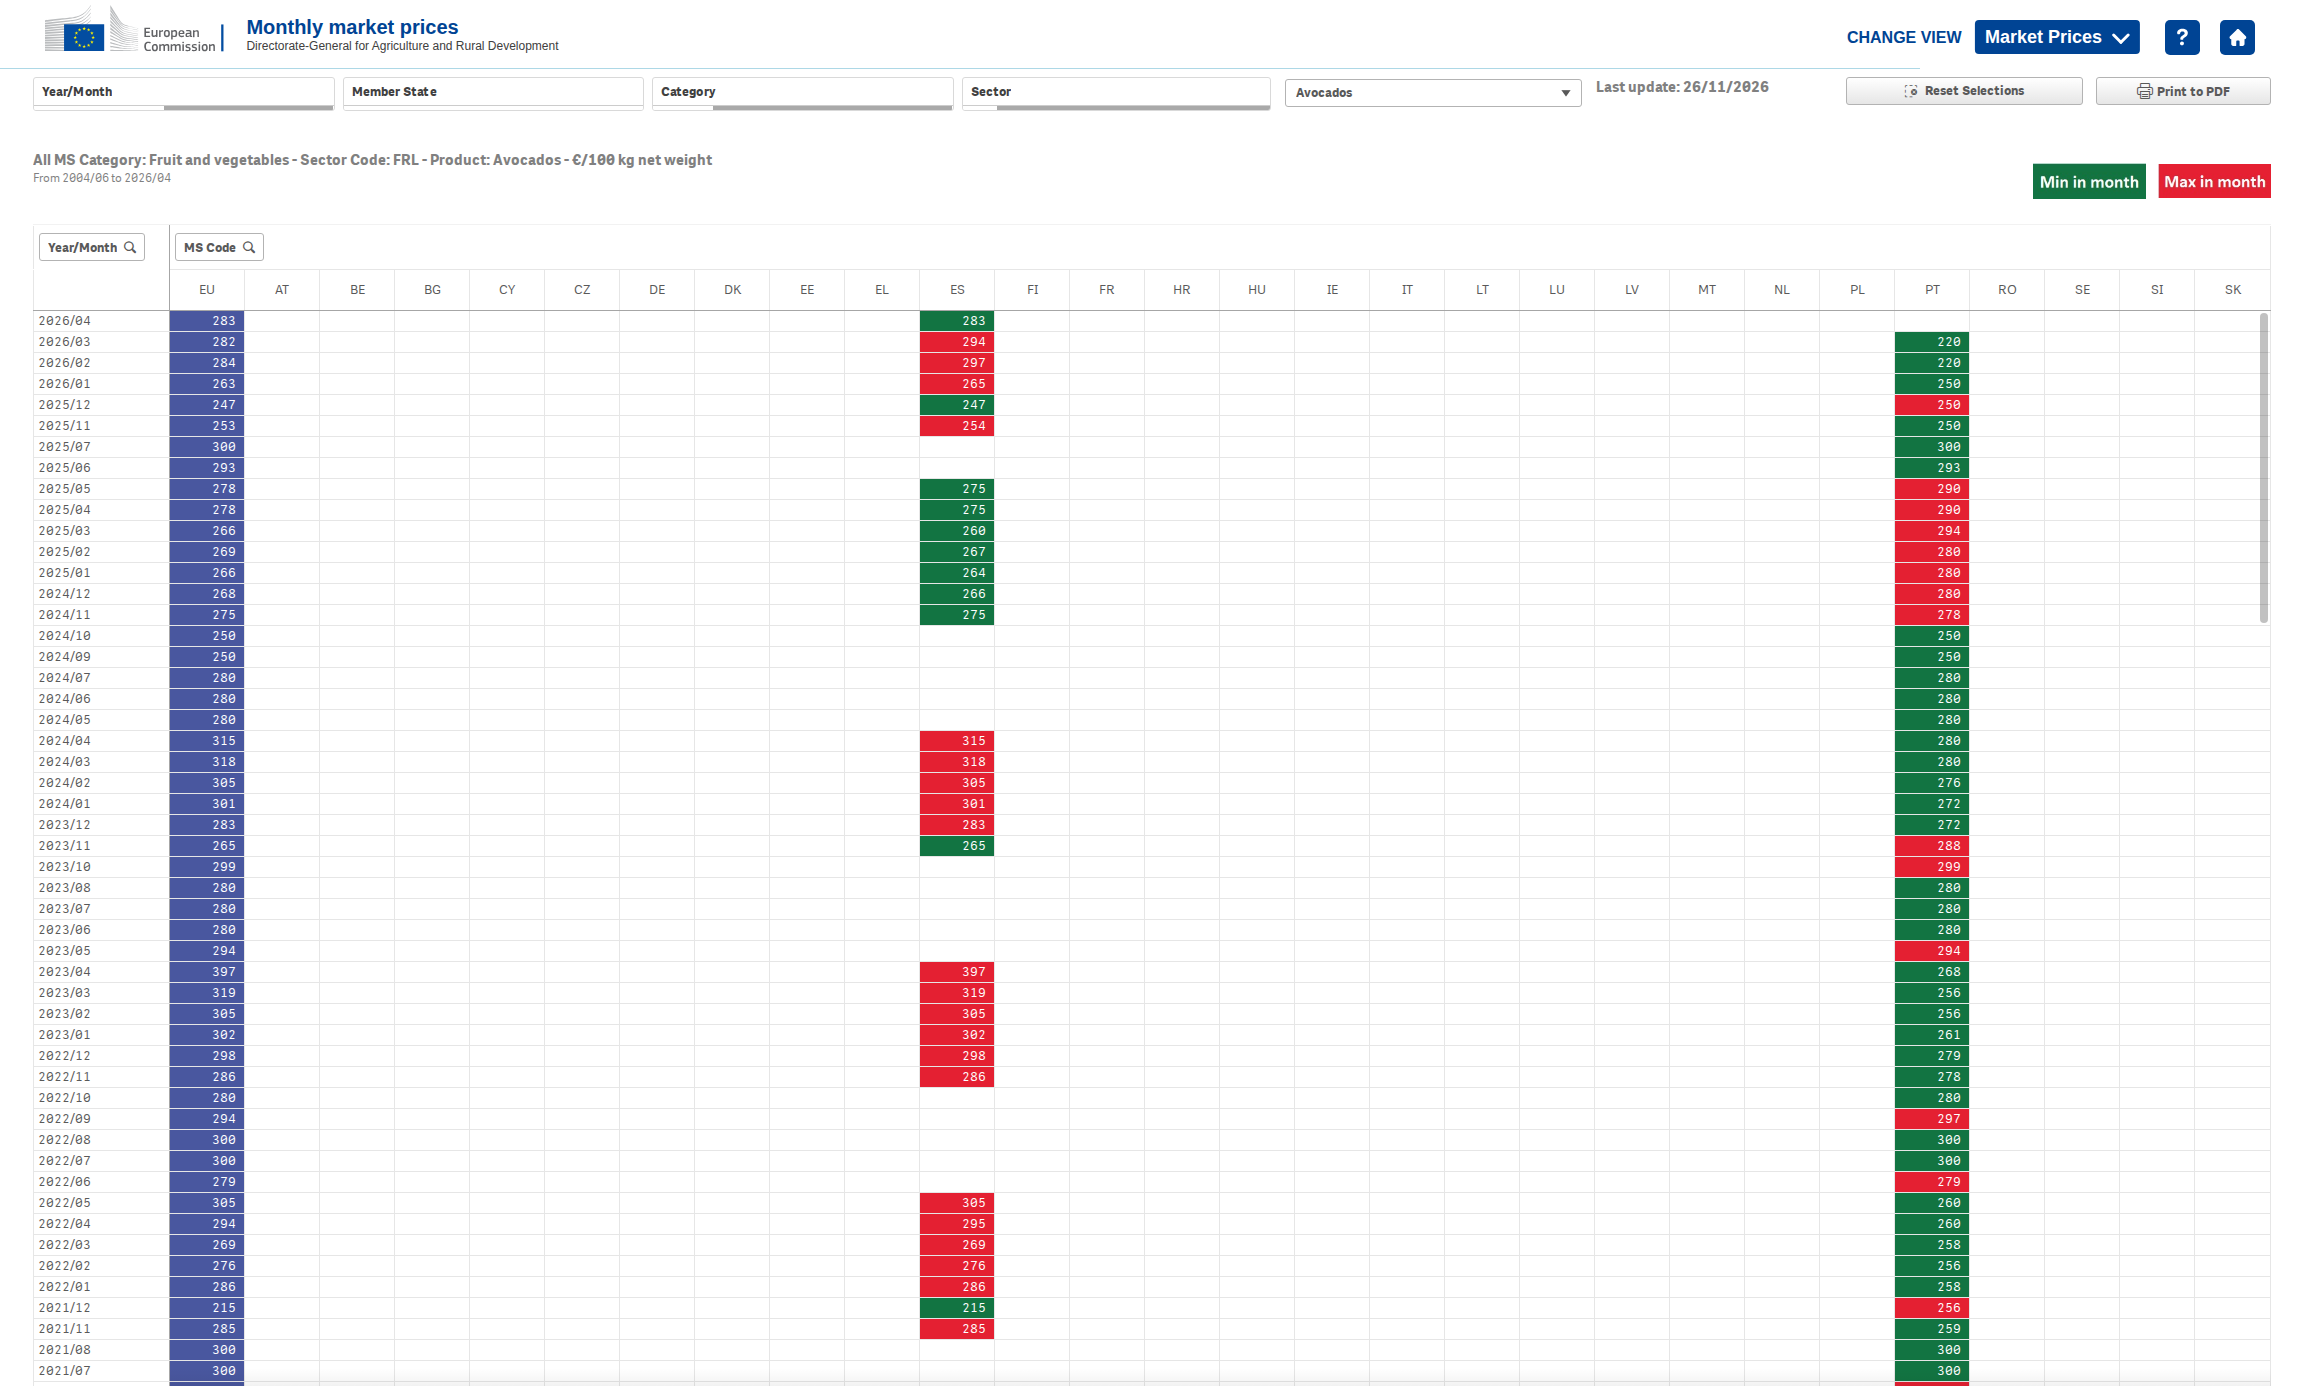 European
Commission
Monthly market prices
Directorate-General for Agriculture and Rural Development
CHANGE VIEW
Market Prices
?
Year/Month
Member State
Category
Sector
Avocados
Last update: 26/11/2026
Reset Selections
Print to PDF
All MS Category: Fruit and vegetables - Sector Code: FRL - Product: Avocados - €/100 kg net weight
From 2004/06 to 2026/04
Min in month
Max in month
Year/Month
MS Code
EU AT BE BG CY CZ DE DK EE EL ES FI FR HR HU IE IT LT LU LV MT NL PL PT RO SE SI SK
2026/04 283 283
2026/03 282 294 220
2026/02 284 297 220
2026/01 263 265 250
2025/12 247 247 250
2025/11 253 254 250
2025/07 300 300
2025/06 293 293
2025/05 278 275 290
2025/04 278 275 290
2025/03 266 260 294
2025/02 269 267 280
2025/01 266 264 280
2024/12 268 266 280
2024/11 275 275 278
2024/10 250 250
2024/09 250 250
2024/07 280 280
2024/06 280 280
2024/05 280 280
2024/04 315 315 280
2024/03 318 318 280
2024/02 305 305 276
2024/01 301 301 272
2023/12 283 283 272
2023/11 265 265 288
2023/10 299 299
2023/08 280 280
2023/07 280 280
2023/06 280 280
2023/05 294 294
2023/04 397 397 268
2023/03 319 319 256
2023/02 305 305 256
2023/01 302 302 261
2022/12 298 298 279
2022/11 286 286 278
2022/10 280 280
2022/09 294 297
2022/08 300 300
2022/07 300 300
2022/06 279 279
2022/05 305 305 260
2022/04 294 295 260
2022/03 269 269 258
2022/02 276 276 256
2022/01 286 286 258
2021/12 215 215 256
2021/11 285 285 259
2021/08 300 300
2021/07 300 300